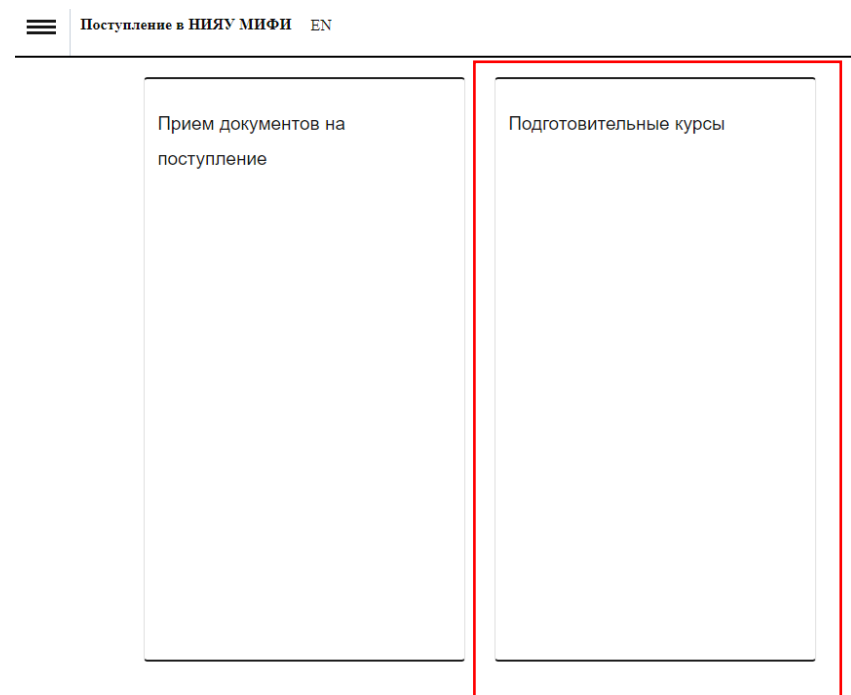 Поступление в НИЯУ МИФИ EN
Прием документов на
поступление
Подготовительные курсы